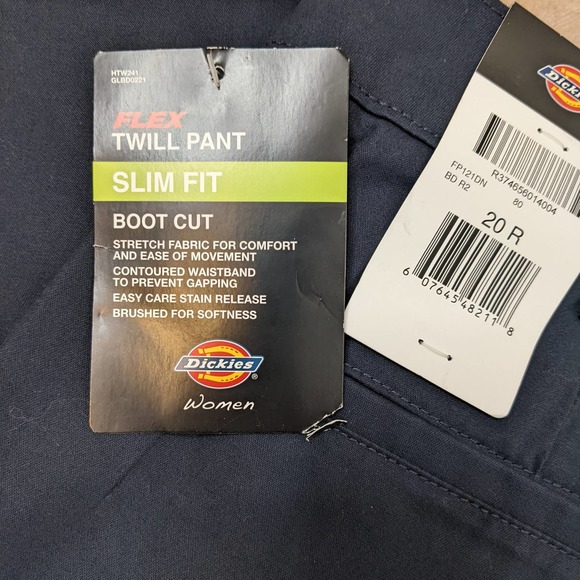 HTW241
GLBD0221
FLEX
TWILL PANT
SLIM FIT
BOOT CUT
STRETCH FABRIC FOR COMFORT
AND EASE OF MOVEMENT
CONTOURED WAISTBAND
TO PREVENT GAPPING
EASY CARE STAIN RELEASE
BRUSHED FOR SOFTNESS
Dickies
Women
Dickies
R374656014004
FP121DN 80
BD R2
20 R
6 07645 48211 8